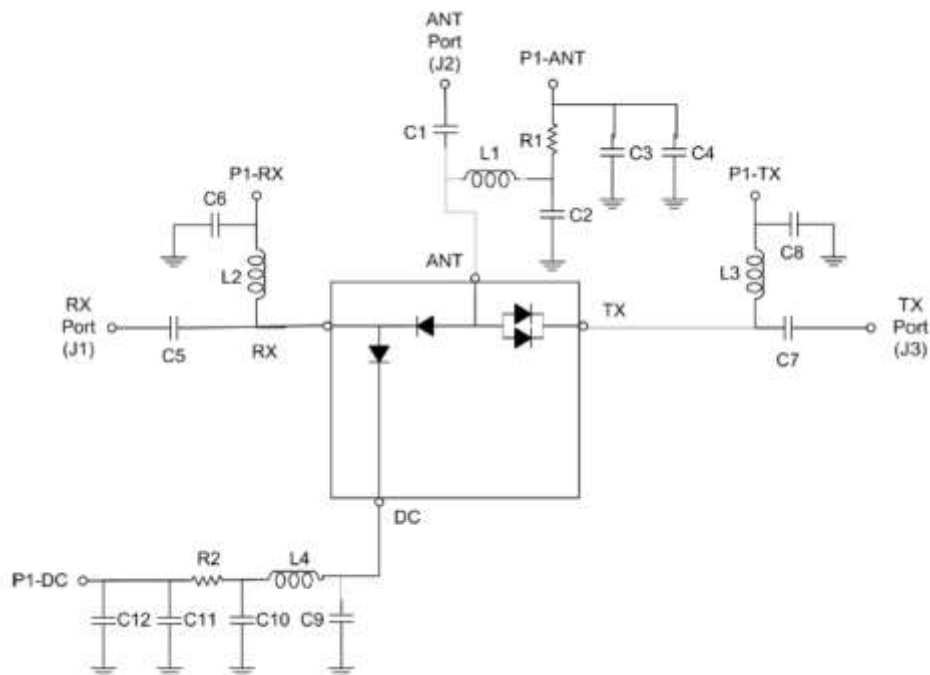 ANT
Port
(J2)
P1-ANT
C1
R1
L1
C3
C4
P1-RX
P1-TX
C6
C2
C8
L2
ANT
L3
RX
Port
(J1)
TX
TX
Port
(J3)
C5
RX
C7
DC
R2
L4
P1-DC
C12
C11
C10
C9